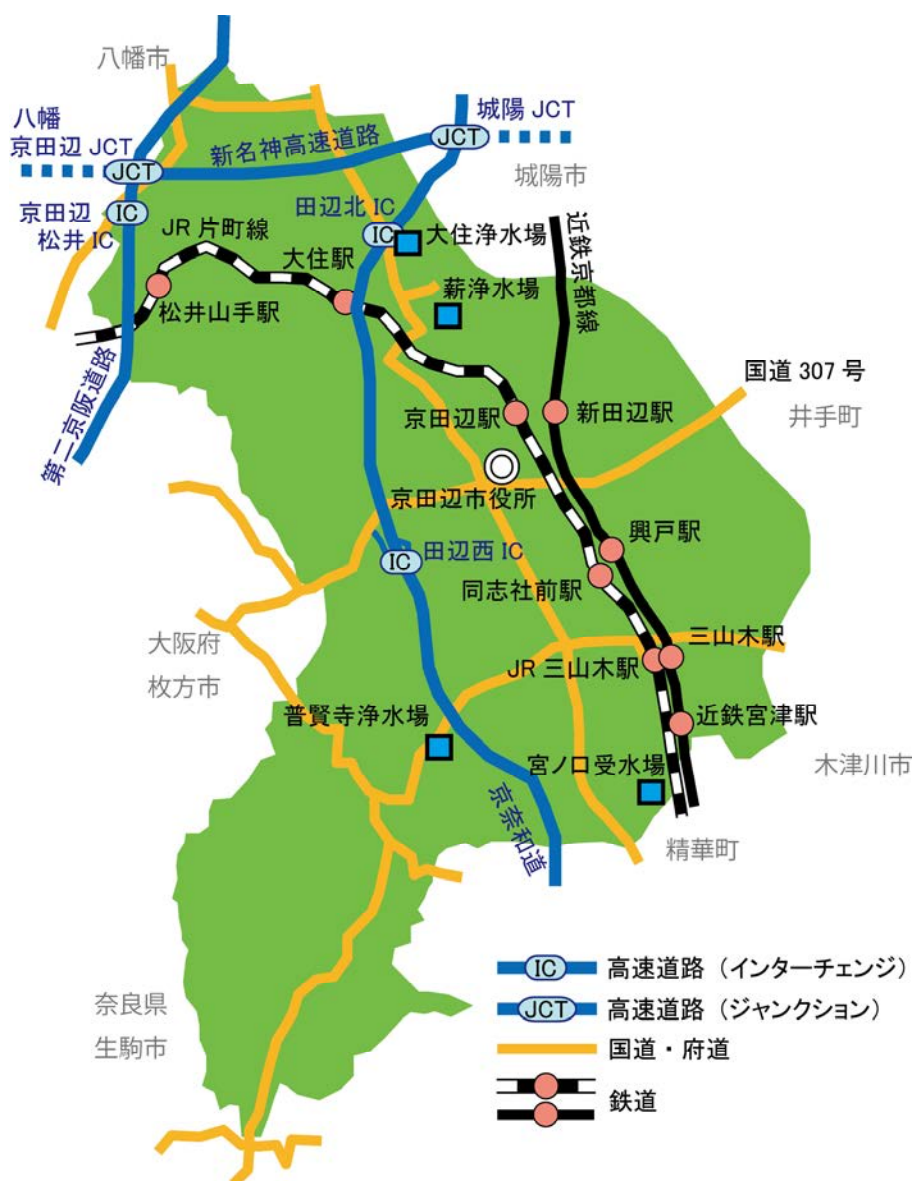 八幡市
八幡
京田辺 JCT
JCT
新名神高速道路
城陽 JCT
JCT
城陽市
京田辺
松井 IC
IC
田辺北 IC
IC
大住浄水場
JR 片町線
大住駅
近鉄京都線
松井山手駅
薪浄水場
第二京阪道路
国道 307 号
京田辺駅
新田辺駅
井手町
京田辺市役所
興戸駅
IC
田辺西 IC
同志社前駅
大阪府
枚方市
三山木駅
JR 三山木駅
普賢寺浄水場
近鉄宮津駅
宮ノ口受水場
木津川市
京奈和道
精華町
奈良県
生駒市
IC
高速道路（インターチェンジ）
JCT
高速道路（ジャンクション）
国道・府道
鉄道